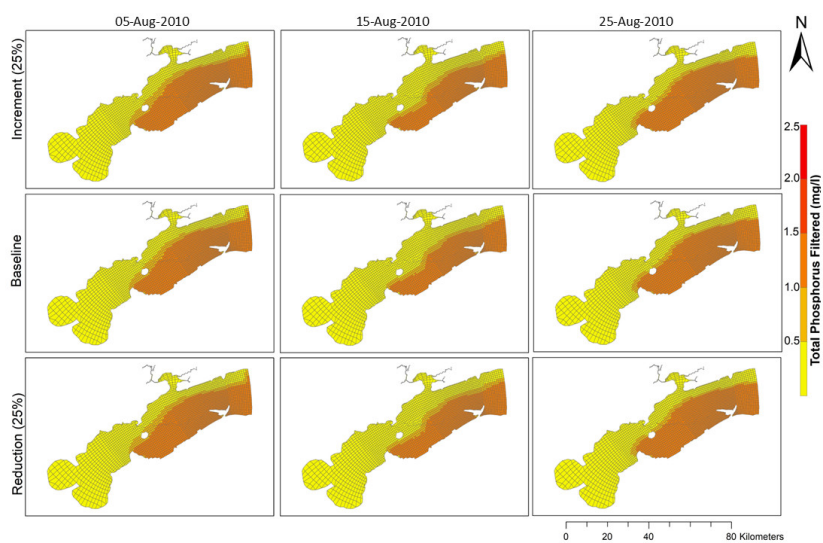 05-Aug-2010
15-Aug-2010
25-Aug-2010
N
Increment (25%)
Baseline
Reduction (25%)
2.5
2.0
1.5
1.0
0.5
Total Phosphorus Filtered (mg/l)
0 20 40 80 Kilometers